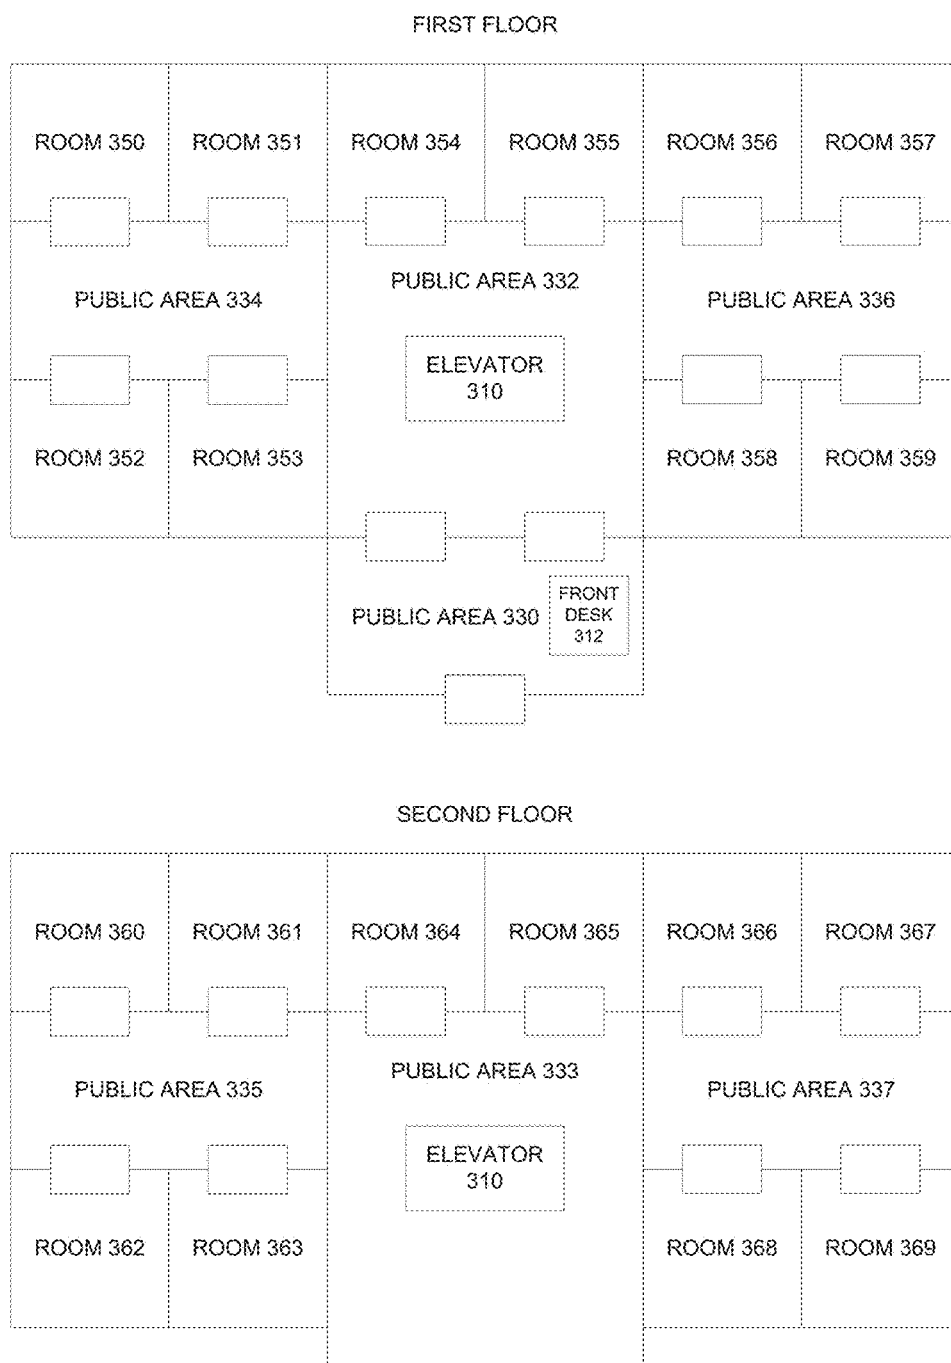 FIRST FLOOR
ROOM 350 ROOM 351 ROOM 354 ROOM 355 ROOM 356 ROOM 357
PUBLIC AREA 334 PUBLIC AREA 332 PUBLIC AREA 336
ELEVATOR
310
ROOM 352 ROOM 353 ROOM 358 ROOM 359
PUBLIC AREA 330
FRONT
DESK
312
SECOND FLOOR
ROOM 360 ROOM 361 ROOM 364 ROOM 365 ROOM 366 ROOM 367
PUBLIC AREA 335 PUBLIC AREA 333 PUBLIC AREA 337
ELEVATOR
310
ROOM 362 ROOM 363 ROOM 368 ROOM 369